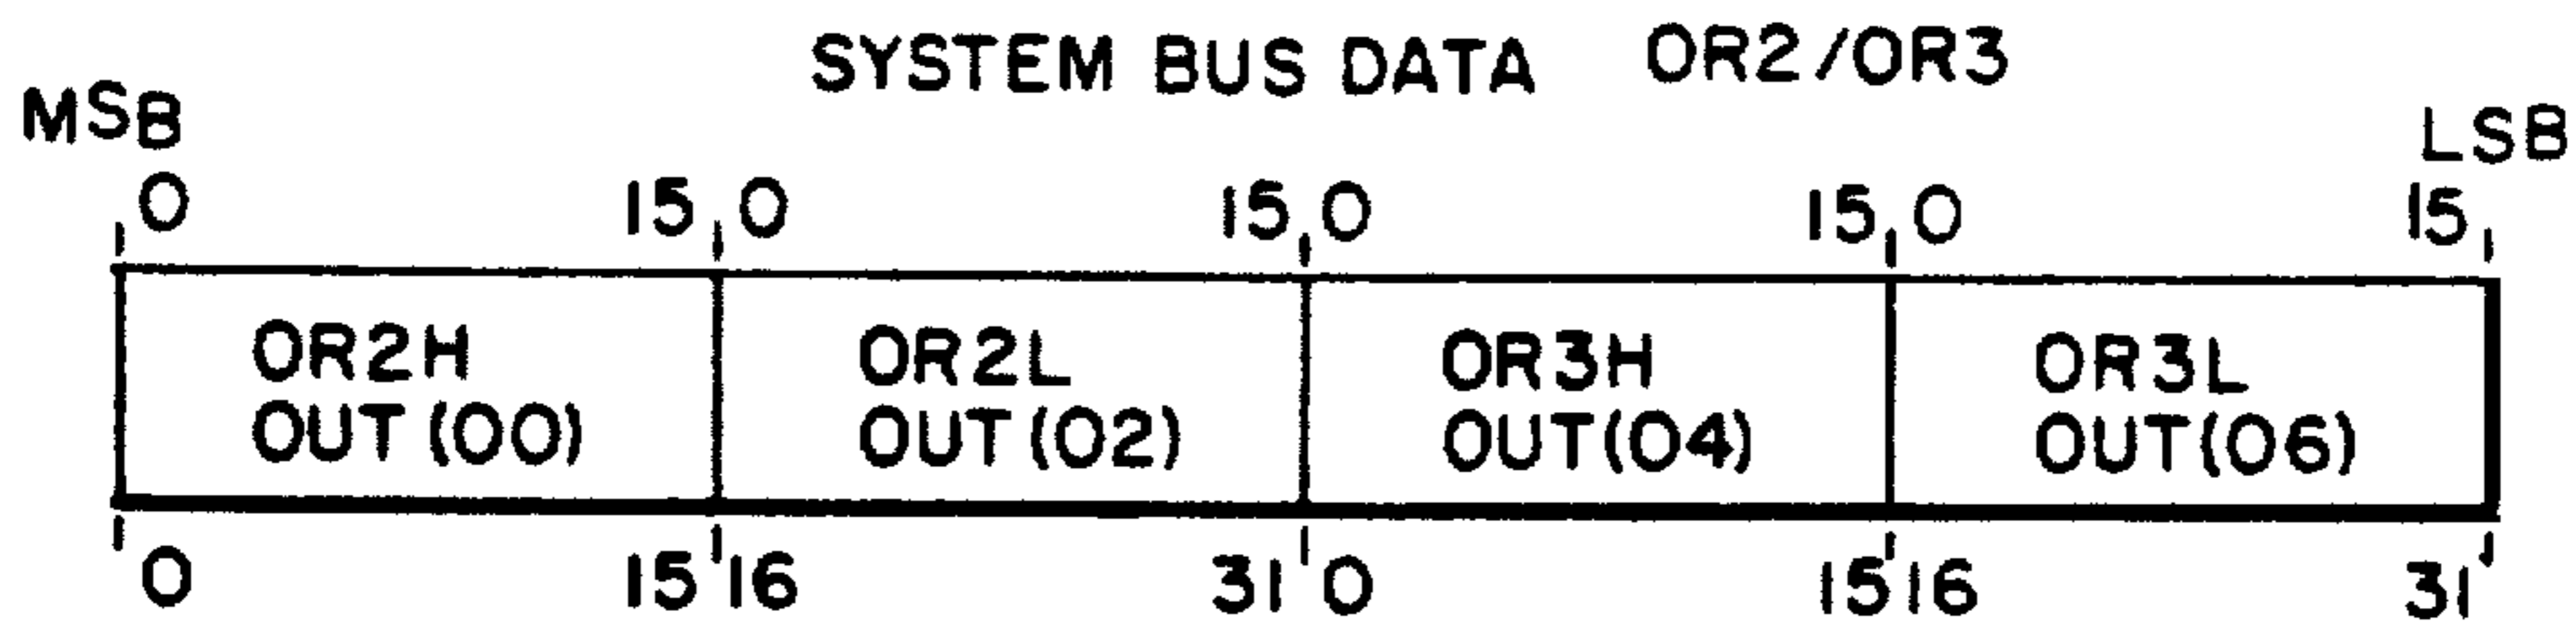 SYSTEM BUS DATA OR2/OR3
MSB LSB
0 15 0 15 0 15 0 15
OR2H OR2L OR3H OR3L
OUT(00) OUT(02) OUT(04) OUT(06)
0 15 16 31 0 15 16 31